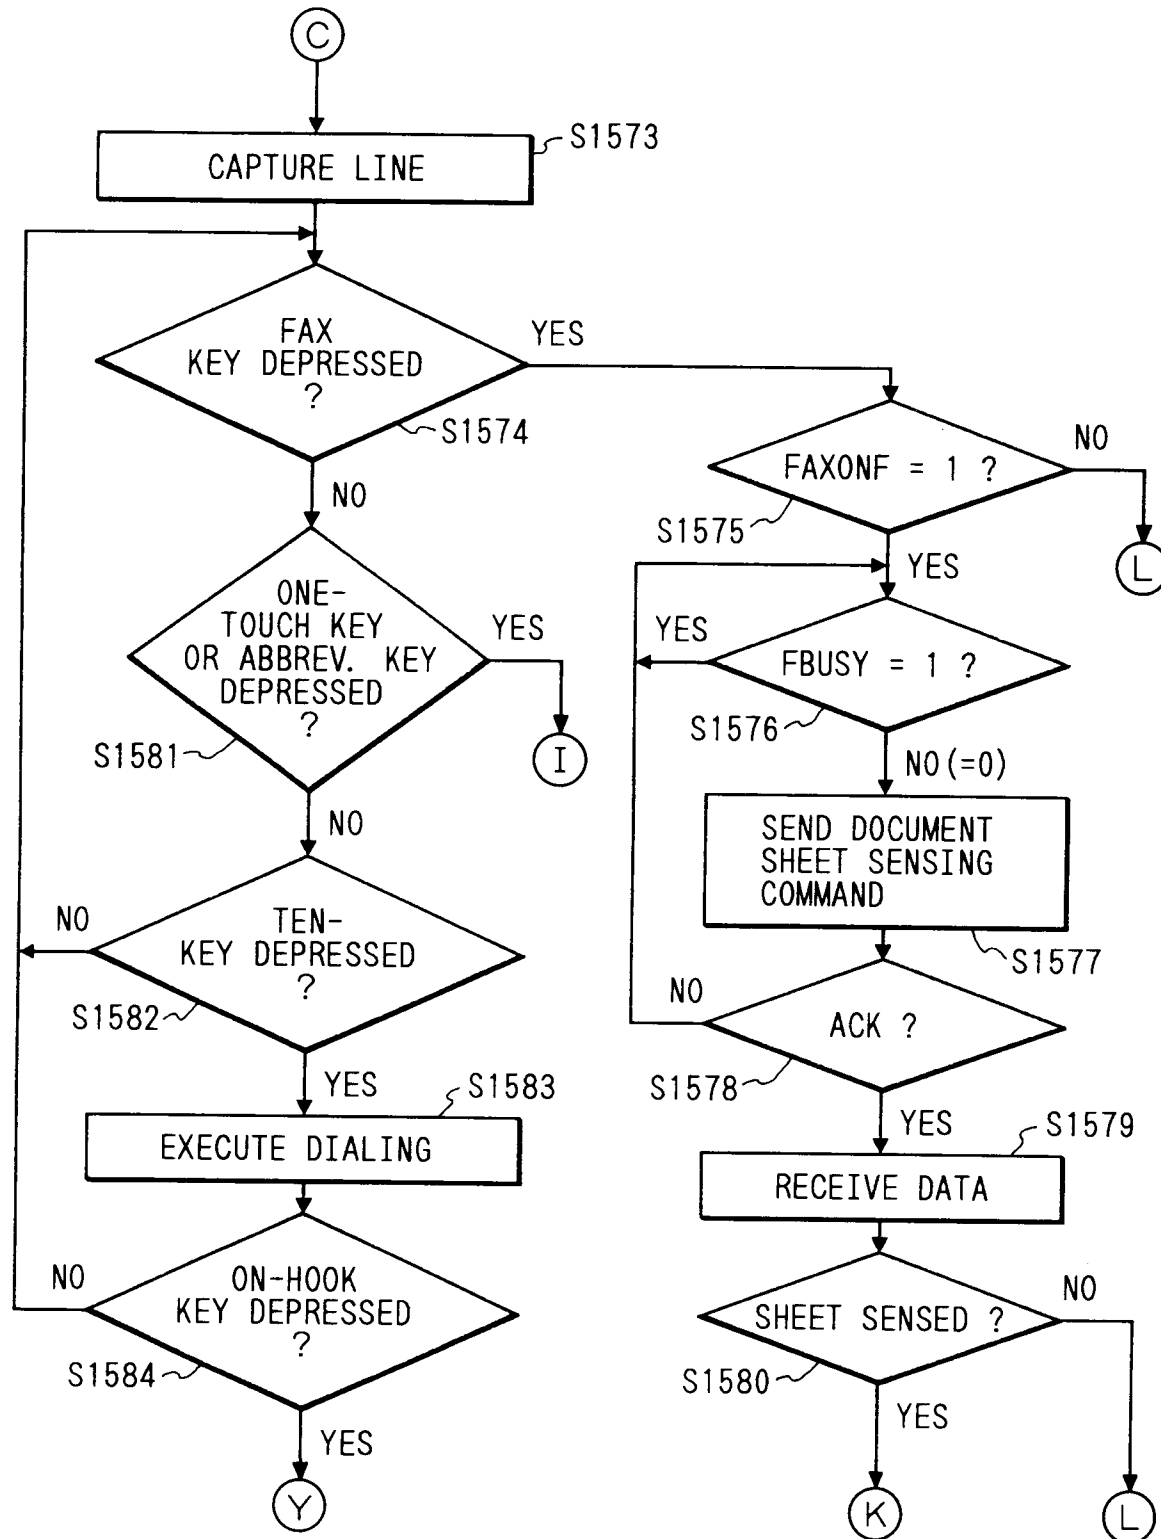 C
CAPTURE LINE
S1573
FAX
KEY DEPRESSED
?
YES
S1574
NO
FAXONF = 1 ?
NO
S1575
L
YES
ONE-
TOUCH KEY
OR ABBREV. KEY
DEPRESSED
?
YES
S1581
I
NO
FBUSY = 1 ?
YES
S1576
NO(=0)
SEND DOCUMENT
SHEET SENSING
COMMAND
S1577
TEN-
KEY DEPRESSED
?
NO
S1582
YES
ACK ?
NO
S1578
YES
S1583
EXECUTE DIALING
S1579
RECEIVE DATA
ON-HOOK
KEY DEPRESSED
?
NO
S1584
YES
Y
SHEET SENSED ?
NO
S1580
YES
K
L